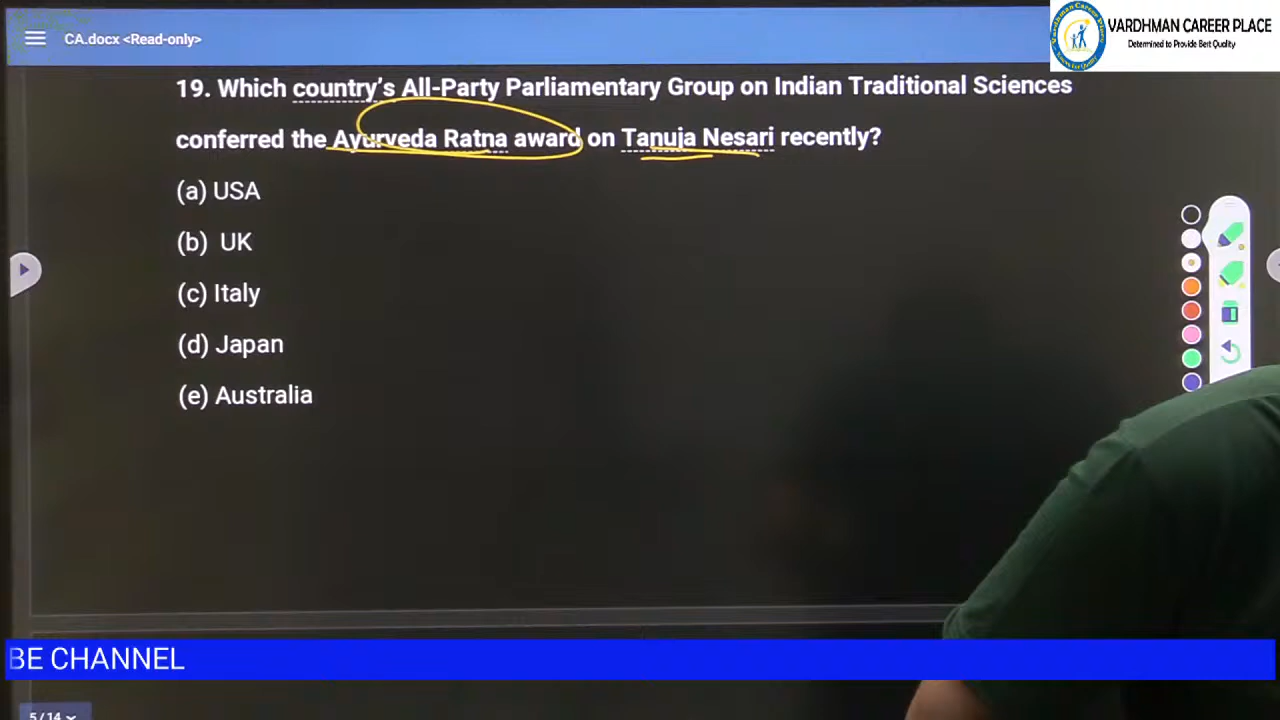 CA.docx <Read-only>
VARDHMAN CAREER PLACE
Determined to Provide Bert Quality
19. Which country's All-Party Parliamentary Group on Indian Traditional Sciences
conferred the Ayurveda Ratna award on Tanuja Nesari recently?
(a) USA
(b) UK
(c) Italy
(d) Japan
(e) Australia
BE CHANNEL
5/14